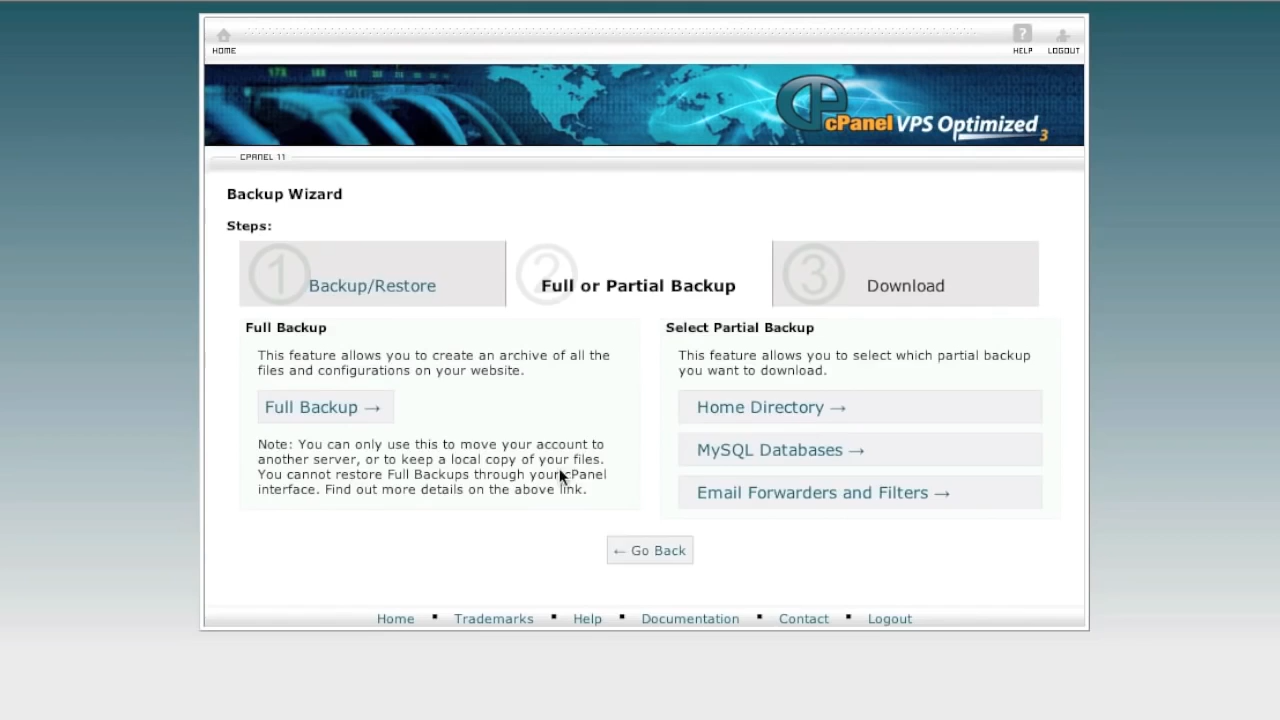 HOME
HELP
LOGOUT
cPanel VPS Optimized 3
CPANEL 11
Backup Wizard
Steps:
1 Backup/Restore
2 Full or Partial Backup
3 Download
Full Backup
This feature allows you to create an archive of all the
files and configurations on your website.
Full Backup →
Note: You can only use this to move your account to
another server, or to keep a local copy of your files.
You cannot restore Full Backups through your cPanel
interface. Find out more details on the above link.
Select Partial Backup
This feature allows you to select which partial backup
you want to download.
Home Directory →
MySQL Databases →
Email Forwarders and Filters →
← Go Back
Home ▪ Trademarks ▪ Help ▪ Documentation ▪ Contact ▪ Logout